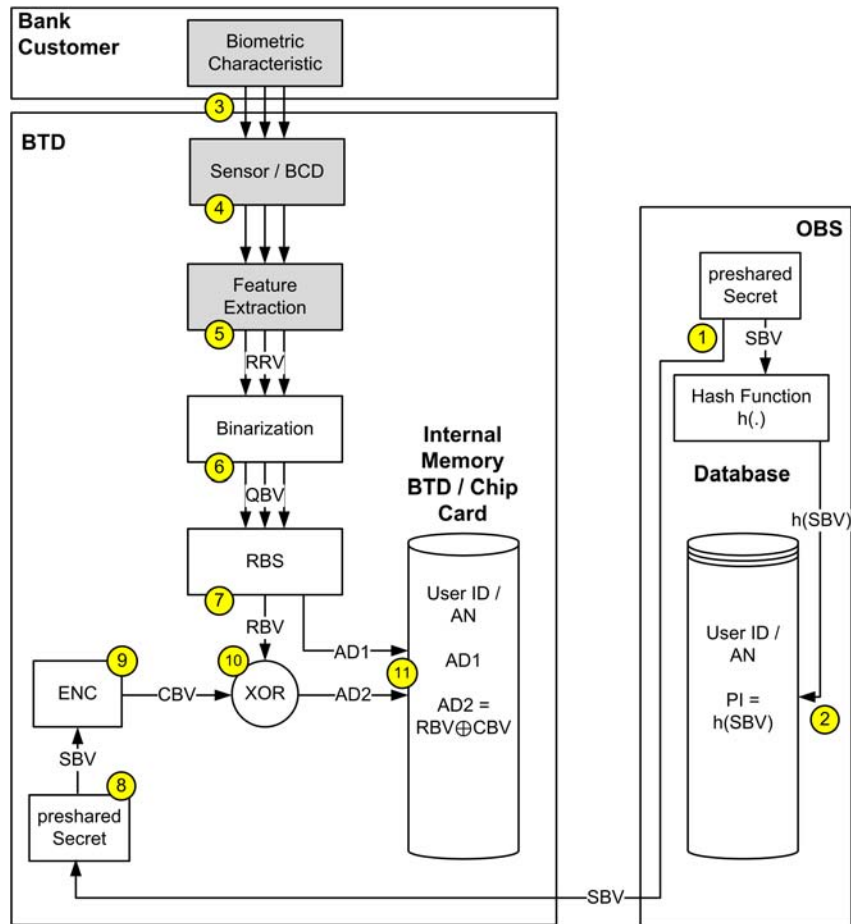 Bank
Customer
Biometric
Characteristic
3
BTD
Sensor / BCD
4
Feature
Extraction
5
RRV
Binarization
6
QBV
RBS
7
RBV
AD1
10
XOR
AD2
9
ENC
CBV
SBV
8
preshared
Secret
Internal
Memory
BTD / Chip
Card
User ID /
AN
AD1
11
AD2 =
RBV⊕CBV
SBV
OBS
preshared
Secret
1
SBV
Hash Function
h(.)
Database
h(SBV)
User ID /
AN
PI =
h(SBV)
2